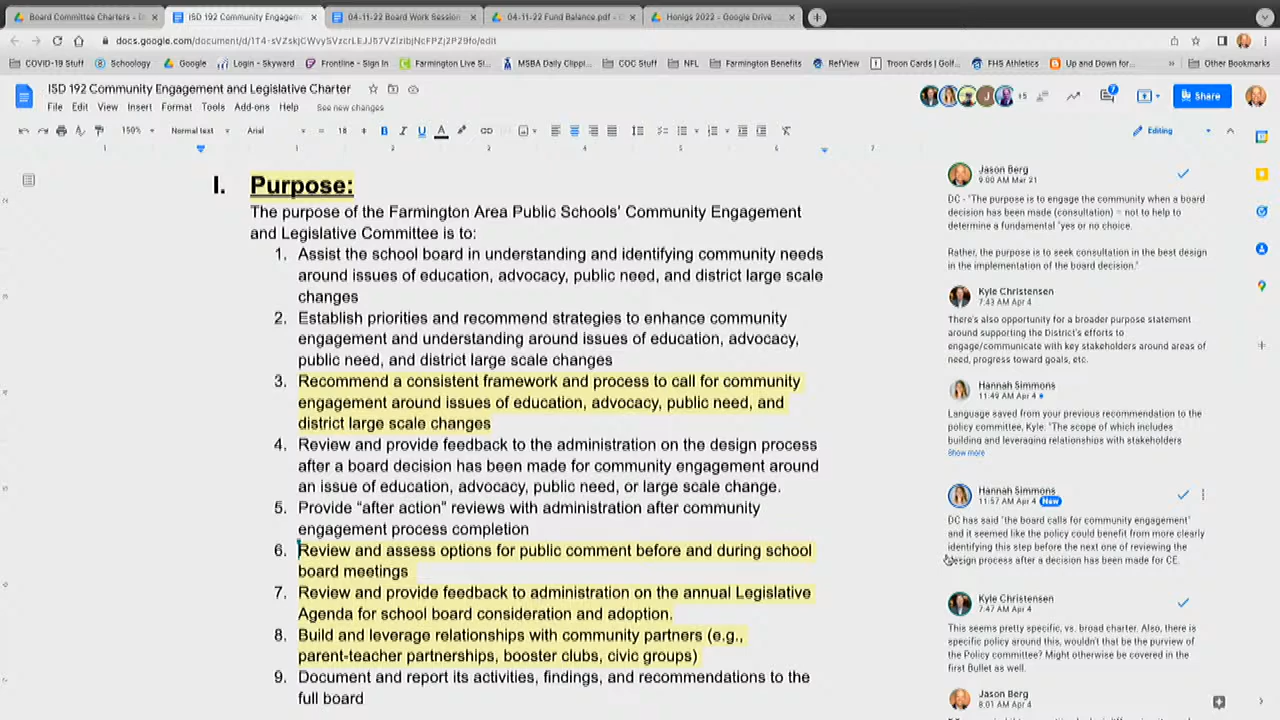 Board Committee Charters -
ISD 192 Community Engagem
04-11-22 Board Work Session
04-11-22 Fund Balance.pdf -
Honigs 2022 - Google Drive
COVID-19 Stuff
Schoology
Google
Login - Skyward
Frontline - Sign In
Farmington Live St...
MSBA Daily Clippi...
COC Stuff
NFL
Farmington Benefits
RefView
Troon Cards | Golf...
FHS Athletics
Up and Down for...
Other Bookmarks
ISD 192 Community Engagement and Legislative Charter
File Edit View Insert Format Tools Add-ons Help See new changes
+5
7
Share
150% Normal text Arial 18 B I U A
Editing
1 1 2 3 4 5 6 7
I. Purpose:
The purpose of the Farmington Area Public Schools' Community Engagement
and Legislative Committee is to:
1. Assist the school board in understanding and identifying community needs
around issues of education, advocacy, public need, and district large scale
changes
2. Establish priorities and recommend strategies to enhance community
engagement and understanding around issues of education, advocacy,
public need, and district large scale changes
3. Recommend a consistent framework and process to call for community
engagement around issues of education, advocacy, public need, and
district large scale changes
4. Review and provide feedback to the administration on the design process
after a board decision has been made for community engagement around
an issue of education, advocacy, public need, or large scale change.
5. Provide “after action” reviews with administration after community
engagement process completion
6. Review and assess options for public comment before and during school
board meetings
7. Review and provide feedback to administration on the annual Legislative
Agenda for school board consideration and adoption.
8. Build and leverage relationships with community partners (e.g.,
parent-teacher partnerships, booster clubs, civic groups)
9. Document and report its activities, findings, and recommendations to the
full board
Jason Berg
9:00 AM Mar 21
DC - "The purpose is to engage the community when a board
decision has been made (consultation) = not to help to
determine a fundamental "yes or no choice.
Rather, the purpose is to seek consultation in the best design
in the implementation of the board decision."
Kyle Christensen
7:43 AM Apr 4
There's also opportunity for a broader purpose statement
around supporting the District's efforts to
engage/communicate with key stakeholders around areas of
need, progress toward goals, etc.
Hannah Simmons
11:49 AM Apr 4
Language saved from your previous recommendation to the
policy committee, Kyle: "The scope of which includes
building and leveraging relationships with stakeholders
Show more
Hannah Simmons
11:57 AM Apr 4 New
DC has said "the board calls for community engagement"
and it seemed like the policy could benefit from more clearly
identifying this step before the next one of reviewing the
design process after a decision has been made for CE.
Kyle Christensen
7:47 AM Apr 4
This seems pretty specific, vs. broad charter. Also, there is
specific policy around this, wouldn't that be the purview of
the Policy committee? Might otherwise be covered in the
first Bullet as well.
Jason Berg
8:01 AM Apr 4